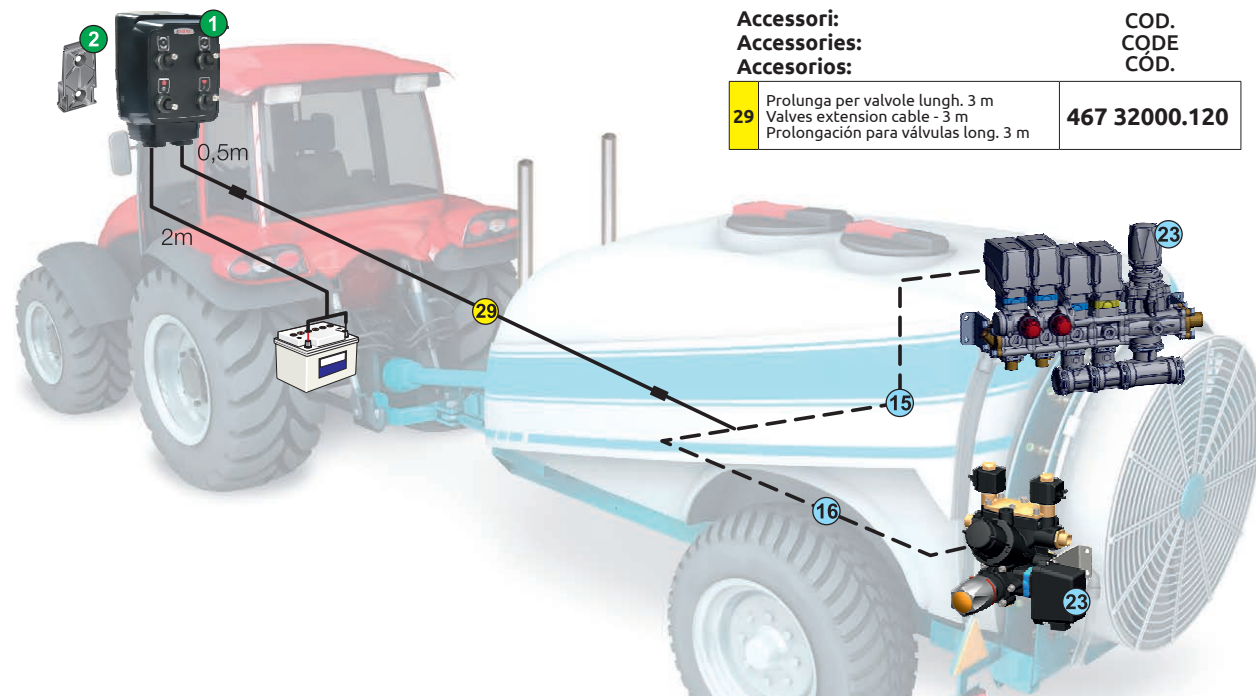 Accessori: COD.
Accessories: CODE
Accesorios: CÓD.
29 Prolunga per valvole lungh. 3 m
Valves extension cable - 3 m 467 32000.120
Prolongación para válvulas long. 3 m
1
2
0,5m
2m
29
23
15
16
23